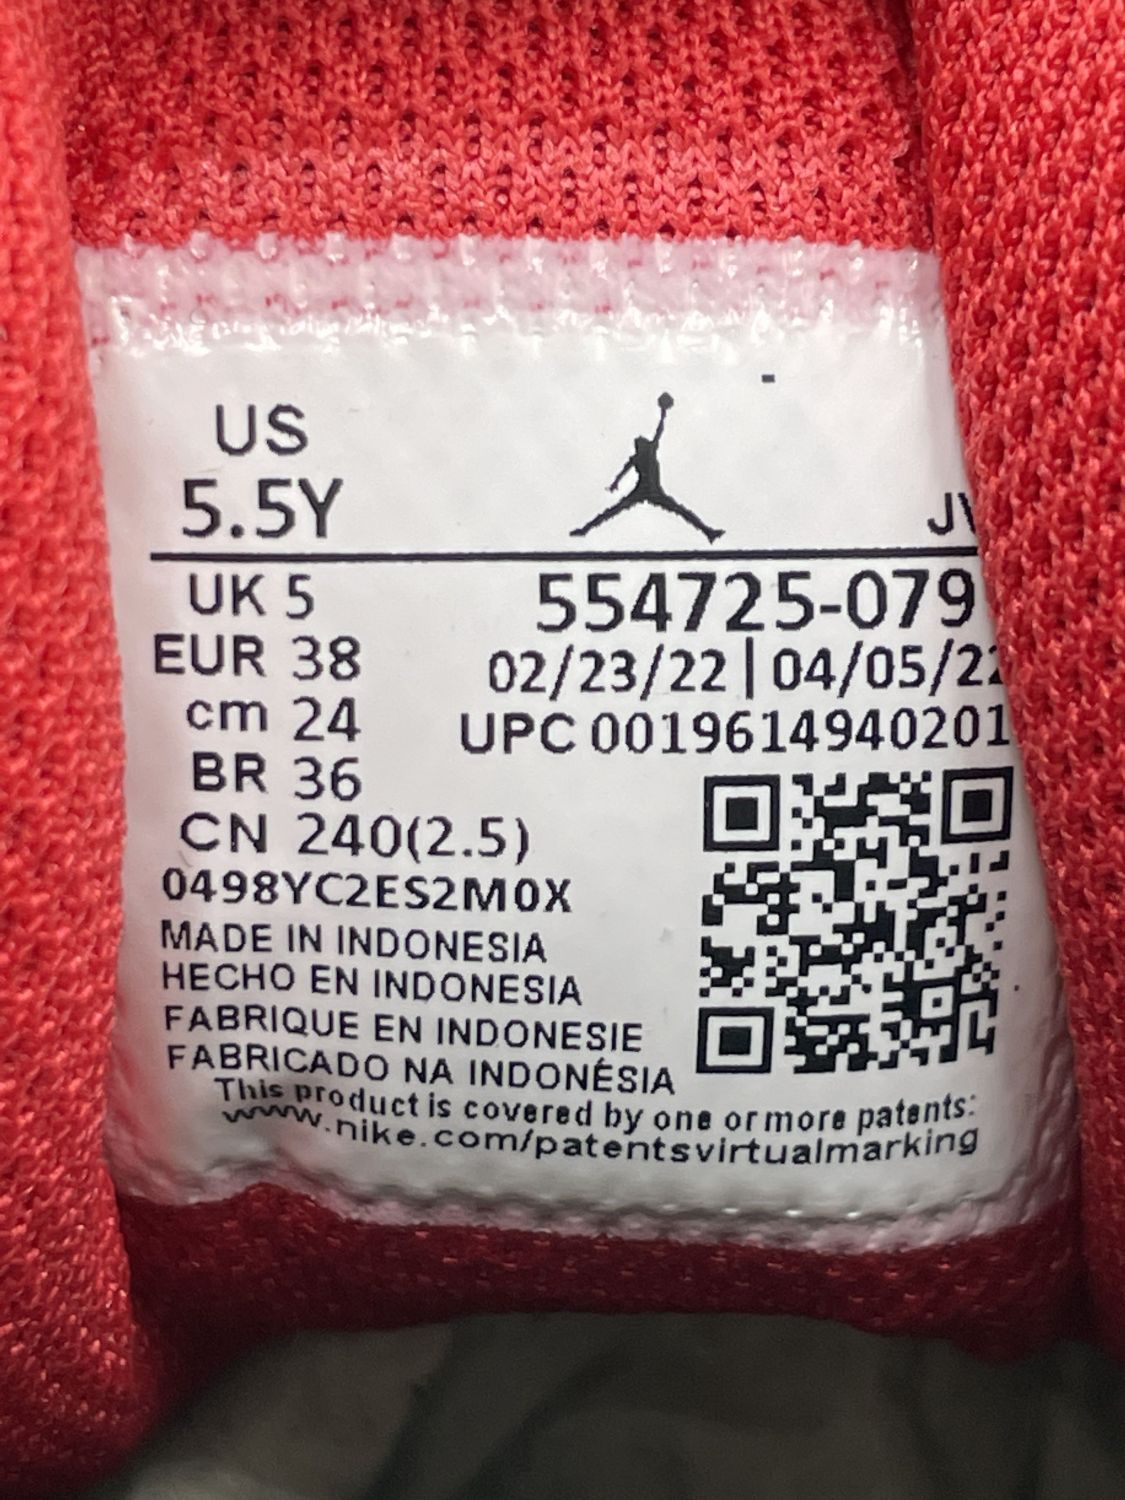 US
5.5Y
UK 5
EUR 38
cm 24
BR 36
CN 240(2.5)
0498YC2ES2M0X
MADE IN INDONESIA
HECHO EN INDONESIA
FABRIQUE EN INDONESIE
FABRICADO NA INDONÉSIA
554725-079
02/23/22 | 04/05/22
UPC 0019614940201
This product is covered by one or more patents:
www.nike.com/patentsvirtualmarking